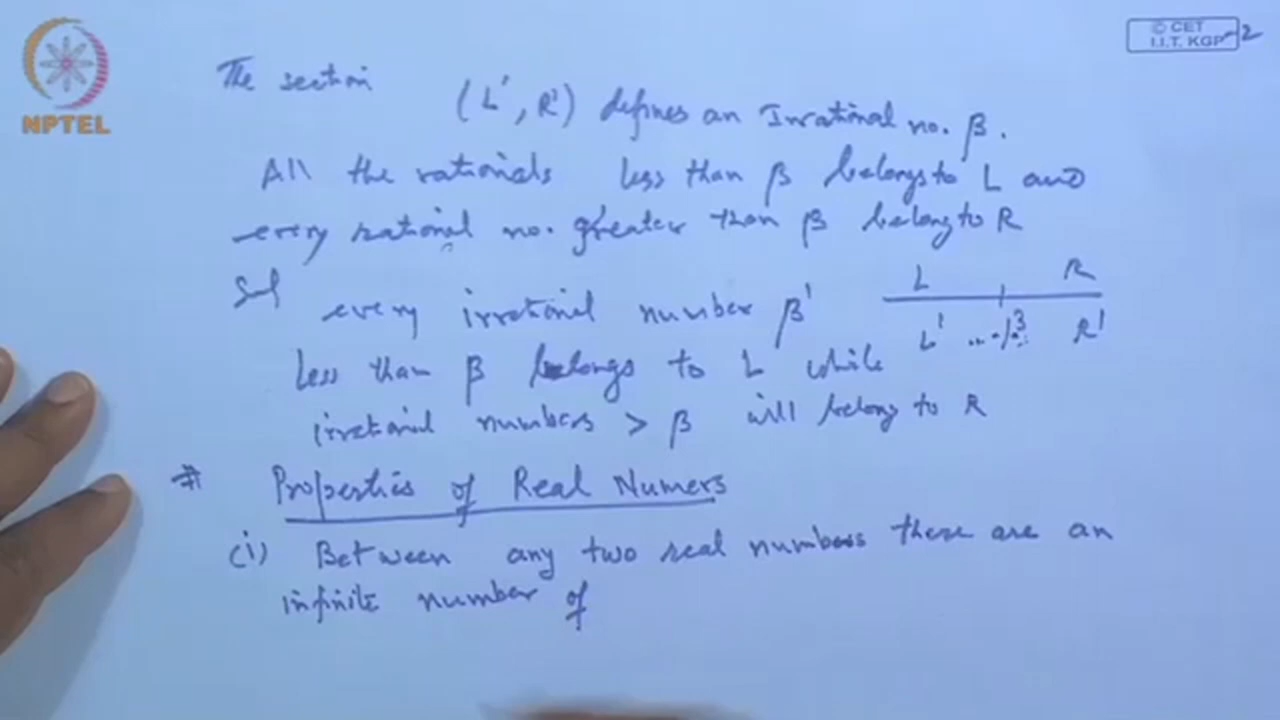 © CET
I.I.T. KGP -2
NPTEL
The section
(L', R') defines an Irrational no. β.
All the rationals less than β belongs to L and
every rational no. greater than β belong to R
L R
every irrational number β'
L' R'
less than β belongs to L while
irrational numbers > β will belong to R
# Properties of Real Numers
(i) Between any two real numbers there are an
infinite number of